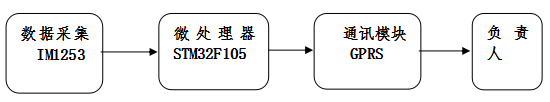 数据采集
IM1253
微处理器
STM32F105
通讯模块
GPRS
负责
人